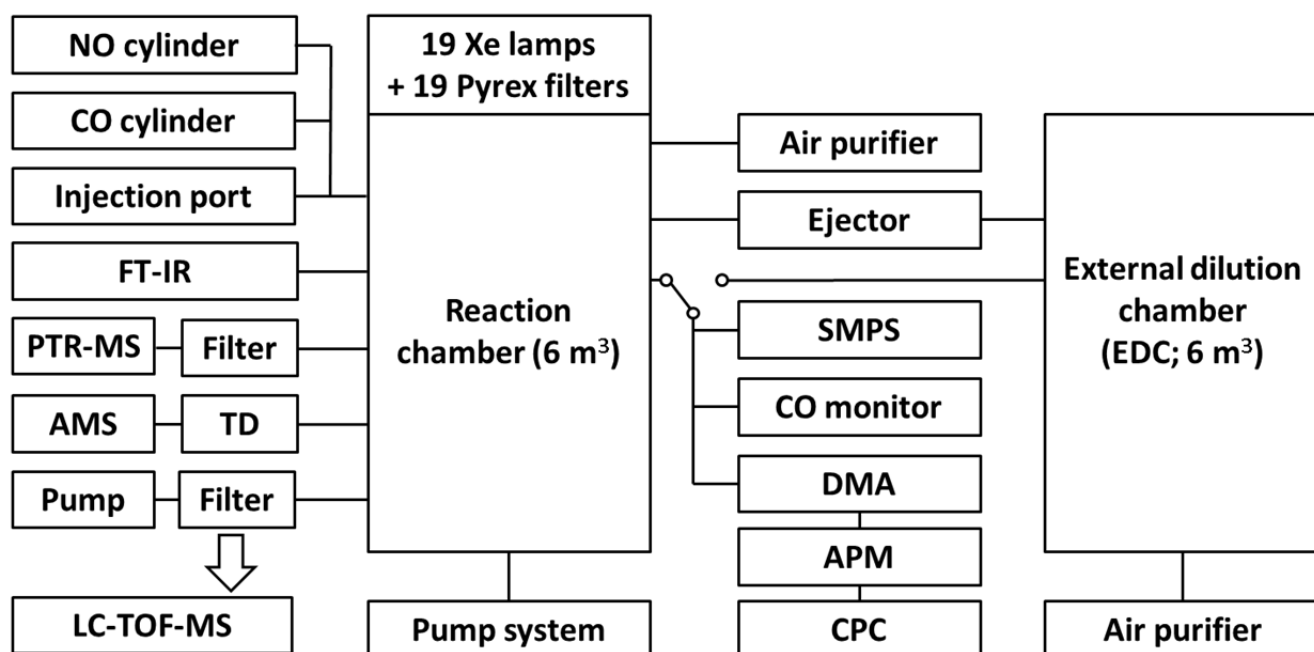 NO cylinder
CO cylinder
Injection port
FT-IR
PTR-MS
Filter
AMS
TD
Pump
Filter
LC-TOF-MS
19 Xe lamps
+ 19 Pyrex filters
Reaction
chamber (6 m³)
Pump system
Air purifier
Ejector
SMPS
CO monitor
DMA
APM
CPC
External dilution
chamber
(EDC; 6 m³)
Air purifier